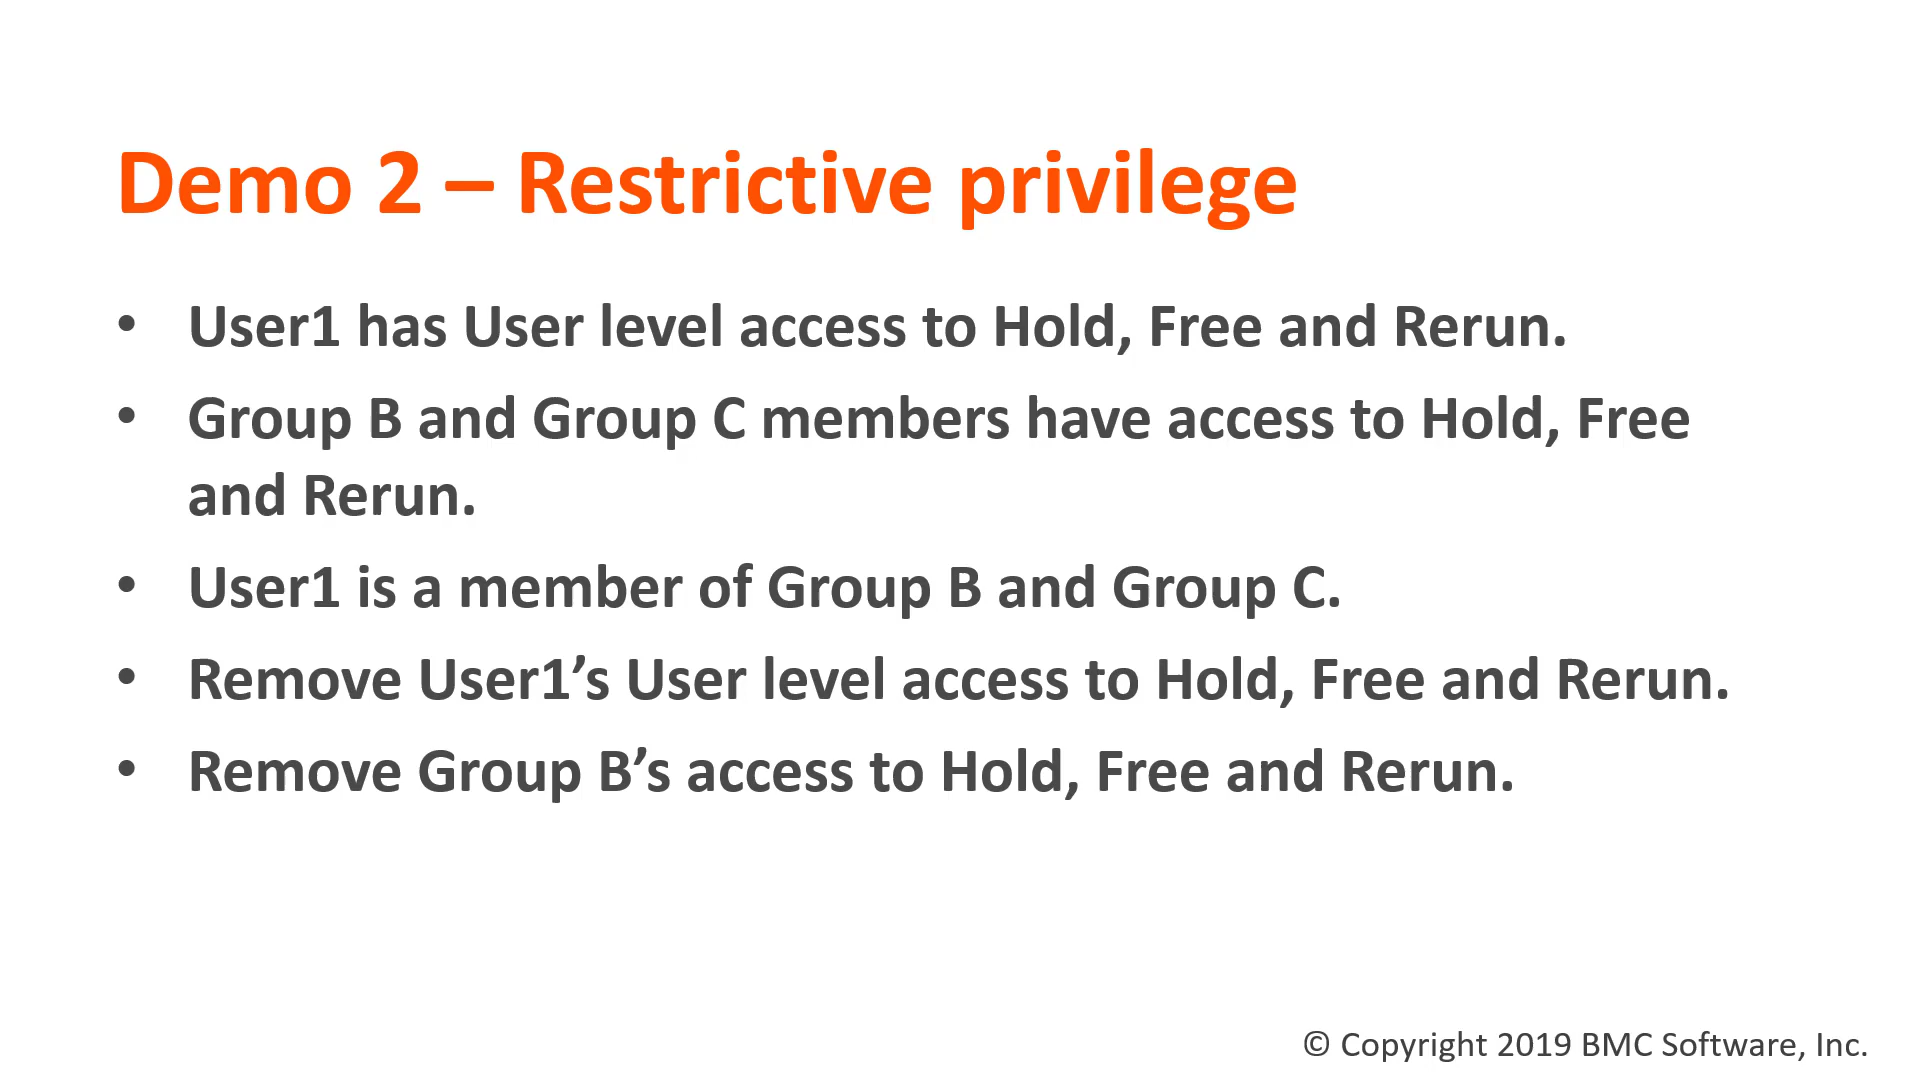 Demo 2 – Restrictive privilege
• User1 has User level access to Hold, Free and Rerun.
• Group B and Group C members have access to Hold, Free
and Rerun.
• User1 is a member of Group B and Group C.
• Remove User1’s User level access to Hold, Free and Rerun.
• Remove Group B’s access to Hold, Free and Rerun.
© Copyright 2019 BMC Software, Inc.